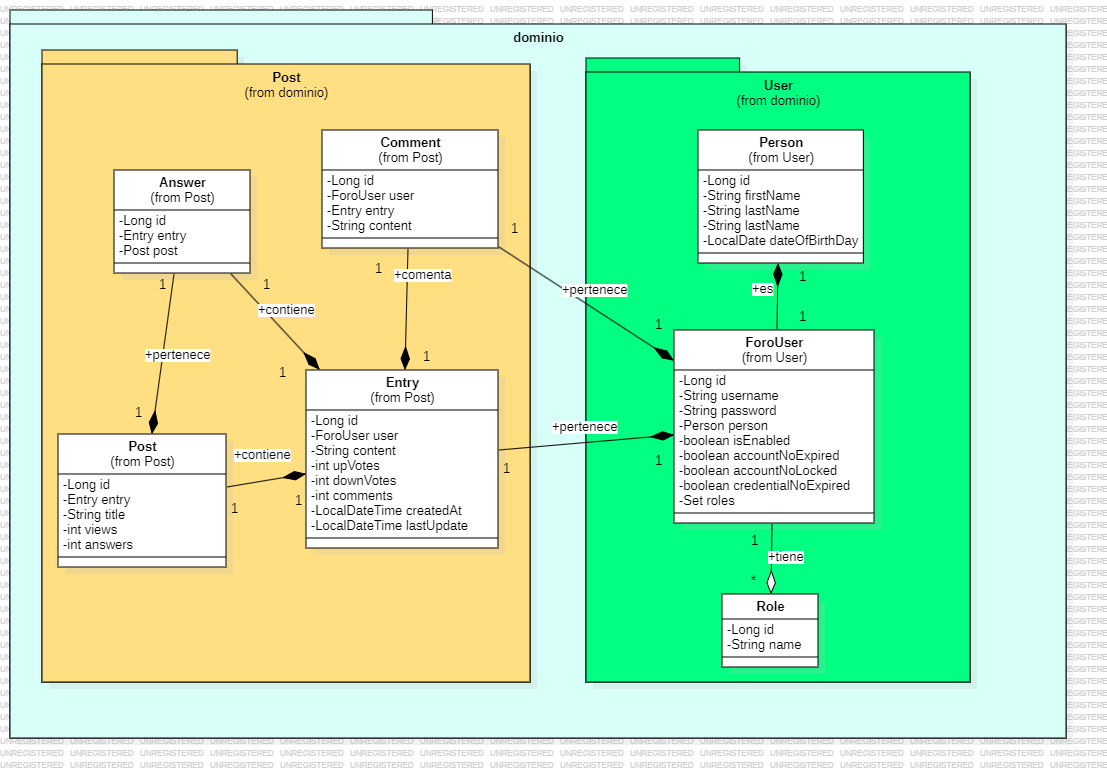 dominio
Post
(from dominio)
Answer
(from Post)
-Long id
-Entry entry
-Post post
Comment
(from Post)
-Long id
-ForoUser user
-Entry entry
-String content
1
1
1
1
+comenta
+contiene
+pertenece
1
1
1
Post
(from Post)
-Long id
-Entry entry
-String title
-int views
-int answers
+contiene
1
1
Entry
(from Post)
-Long id
-ForoUser user
-String content
-int upVotes
-int downVotes
-int comments
-LocalDateTime createdAt
-LocalDateTime lastUpdate
+pertenece
1
+pertenece
1
1
User
(from dominio)
Person
(from User)
-Long id
-String firstName
-String lastName
-String lastName
-LocalDate dateOfBirthDay
1
+es
1
ForoUser
(from User)
-Long id
-String username
-String password
-Person person
-boolean isEnabled
-boolean accountNoExpired
-boolean accountNoLocked
-boolean credentialNoExpired
-Set roles
1
+tiene
*
Role
-Long id
-String name
UNREGISTERED UNREGISTERED UNREGISTERED UNREGISTERED UNREGISTERED UNREGISTERED UNREGISTERED UNREGISTERED UNREGISTERED UNREGISTERED UNREGISTERED UNREGISTERED UNREGISTERED UNREGISTERED UNREGISTERED